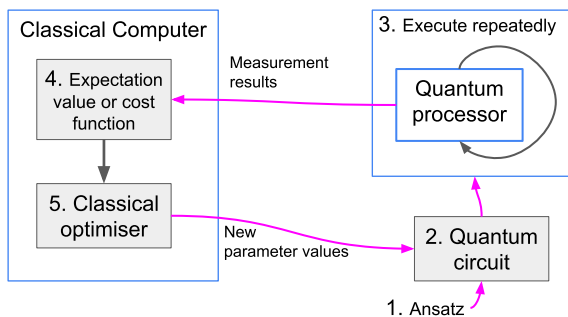 Classical Computer
4. Expectation
value or cost
function
5. Classical
optimiser
Measurement
results
New
parameter values
3. Execute repeatedly
Quantum
processor
2. Quantum
circuit
1. Ansatz